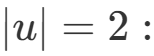 |u| = 2 :